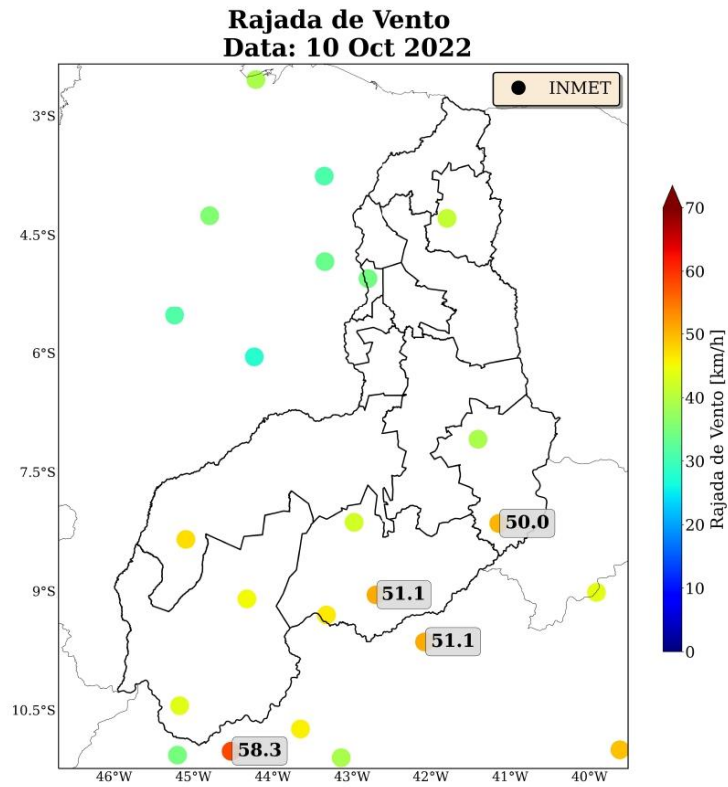 Rajada de Vento
Data: 10 Oct 2022
INMET
3°S
4.5°S
6°S
7.5°S
9°S
10.5°S
50.0
51.1
51.1
58.3
46°W 45°W 44°W 43°W 42°W 41°W 40°W
70
60
50
40
30
20
10
0
Rajada de Vento [km/h]